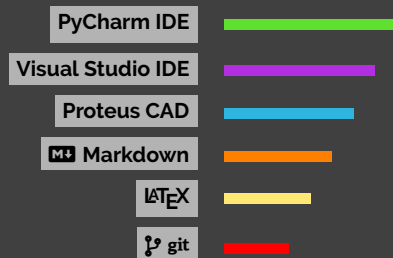 PyCharm IDE
Visual Studio IDE
Proteus CAD
M Markdown
LATEX
git